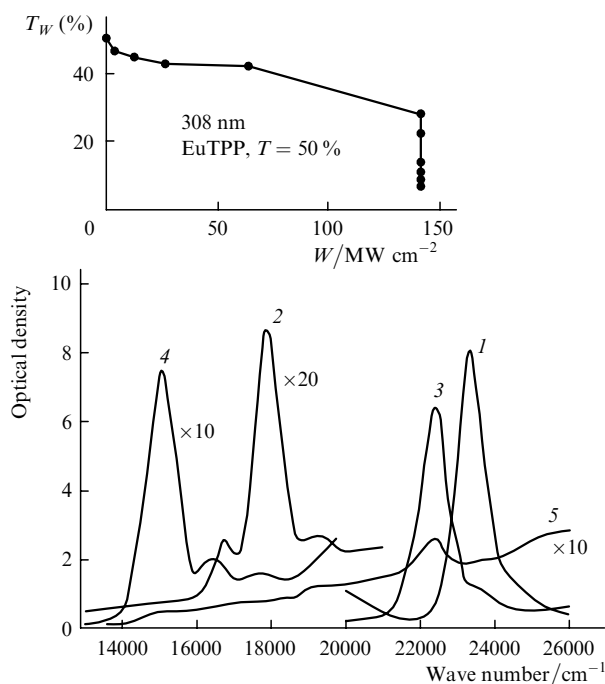 T_W (%)
40
20
308 nm
EuTPP, T = 50 %
0 50 100 150
W/MW cm⁻²
10
8
6
4
2
0
Optical density
4
×10
2
×20
3
1
5
×10
14000 16000 18000 20000 22000 24000 26000
Wave number/cm⁻¹